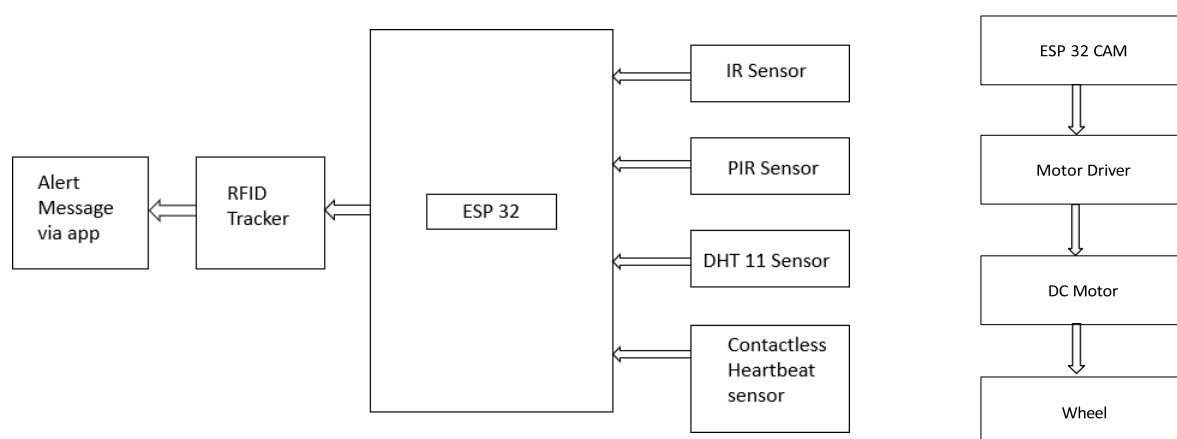 Alert
Message
via app
RFID
Tracker
ESP 32
IR Sensor
PIR Sensor
DHT 11 Sensor
Contactless
Heartbeat
sensor
ESP 32 CAM
Motor Driver
DC Motor
Wheel